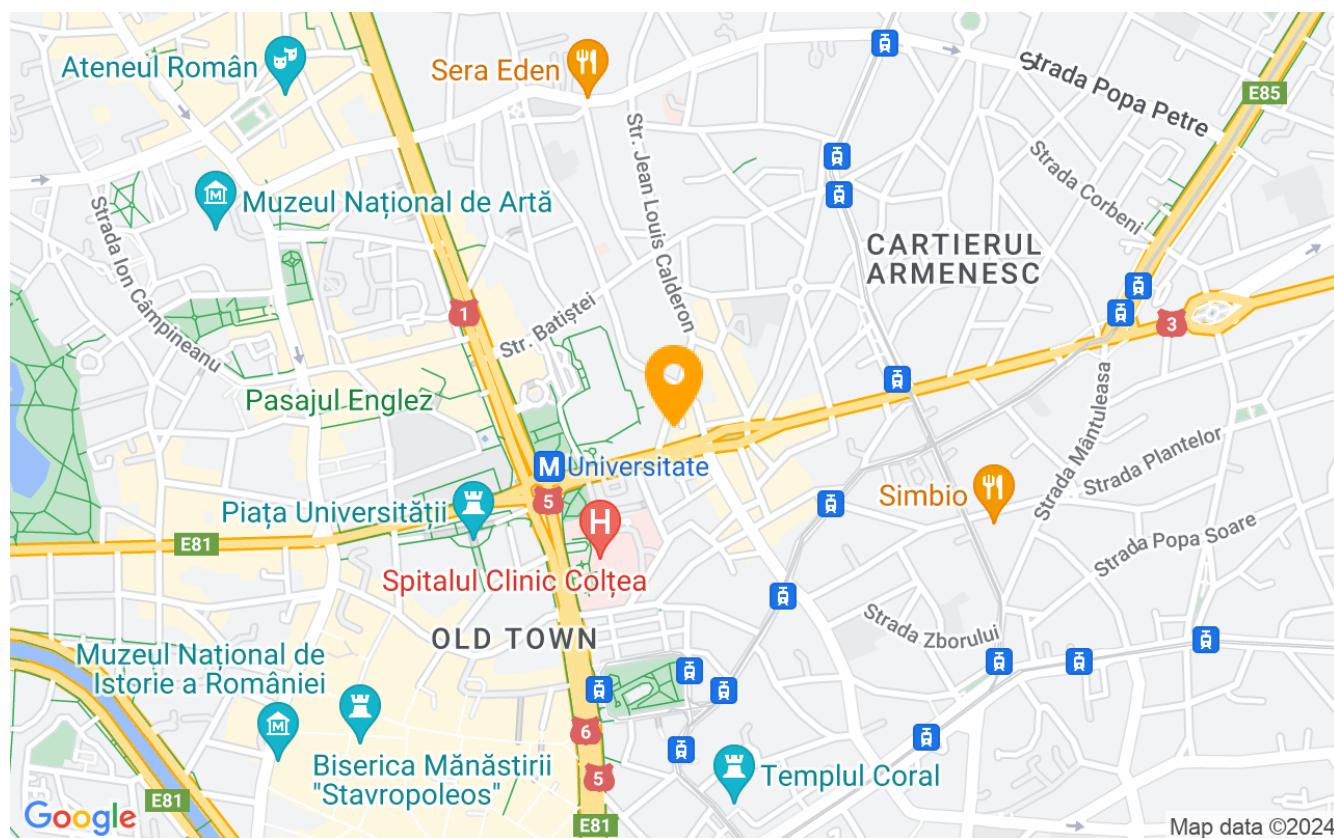 Ateneul Român
Sera Eden
Strada Popa Petre
E85
Str. Jean Louis Calderon
Strada Corbeni
Muzeul Național de Artă
Strada Ion Câmpineanu
CARTIERUL
ARMENESC
1
Str. Batiștei
3
Pasajul Englez
Strada Mântuleasa
Strada Plantelor
M Universitate
5
Simbio
Piața Universității
H
E81
Strada Popa Soare
Spitalul Clinic Colțea
Strada Zborului
OLD TOWN
Muzeul Național de
Istorie a României
M
6
Biserica Mănăstirii
"Stavropoleos"
5
Templul Coral
E81
Google
E81
Map data ©2024